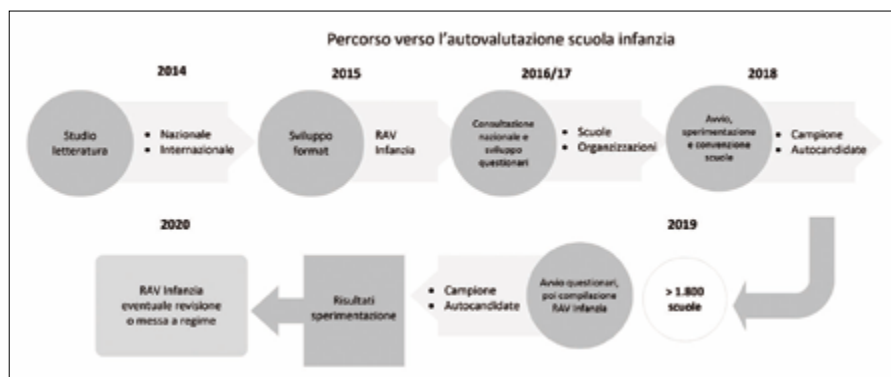 Percorso verso l'autovalutazione scuola infanzia
2014
Studio
letteratura
• Nazionale
• Internazionale
2015
Sviluppo
format
RAV
Infanzia
2016/17
Consultazione
nazionale e
sviluppo
questionari
• Scuole
• Organizzazioni
2018
Avvio,
sperimentazione
e convenzione
scuole
• Campione
• Autocandidate
2019
> 1.800
scuole
Avvio questionari,
poi compilazione
RAV Infanzia
• Campione
• Autocandidate
Risultati
sperimentazione
2020
RAV Infanzia
eventuale revisione
o messa a regime